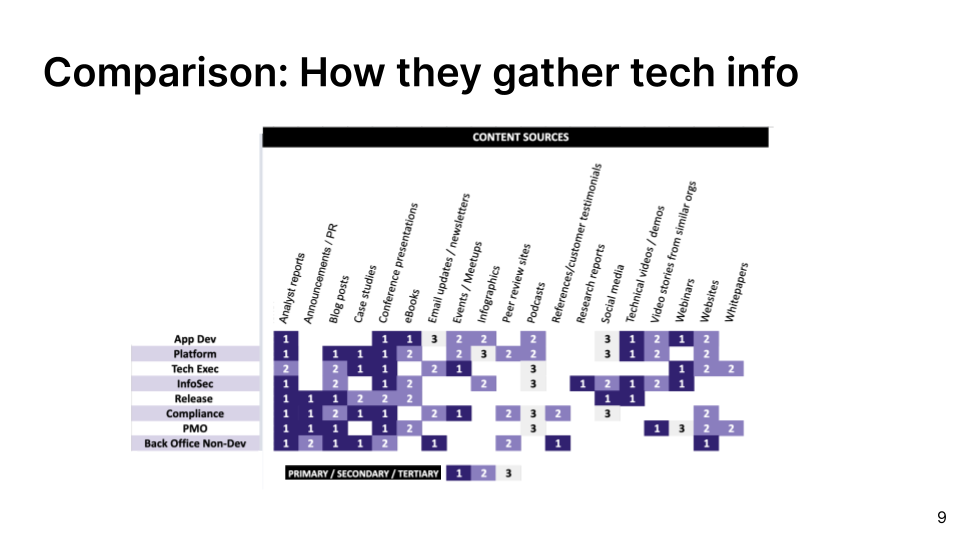 Comparison: How they gather tech info
CONTENT SOURCES
Analyst reports
Announcements / PR
Blog posts
Case studies
Conference presentations
eBooks
Email updates / newsletters
Events / Meetups
Infographics
Peer review sites
Podcasts
References/customer testimonials
Research reports
Social media
Technical videos / demos
Video stories from similar orgs
Webinars
Websites
Whitepapers
App Dev 1 1 1 3 2 2 2 3 1 2 1 2
Platform 1 1 1 1 2 2 3 2 2 3 1 2 2
Tech Exec 2 2 1 1 2 1 3 1 2 2
InfoSec 1 2 1 2 2 3 1 2 1 2 1
Release 1 1 1 2 2 2 1 1
Compliance 1 1 2 1 1 2 1 2 3 2 3 2
PMO 1 1 1 1 2 3 1 3 2 2
Back Office Non-Dev 1 2 1 1 2 1 2 1 1
PRIMARY / SECONDARY / TERTIARY 1 2 3
9